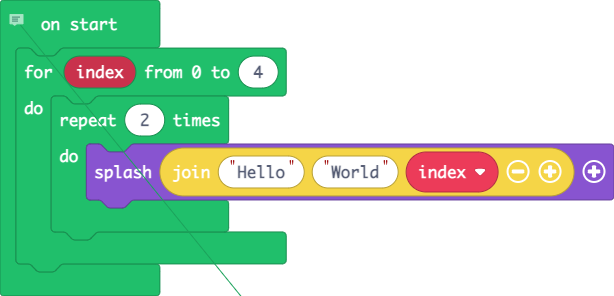 on start
for index from 0 to 4
do
repeat 2 times
do
splash join "Hello" "World" index